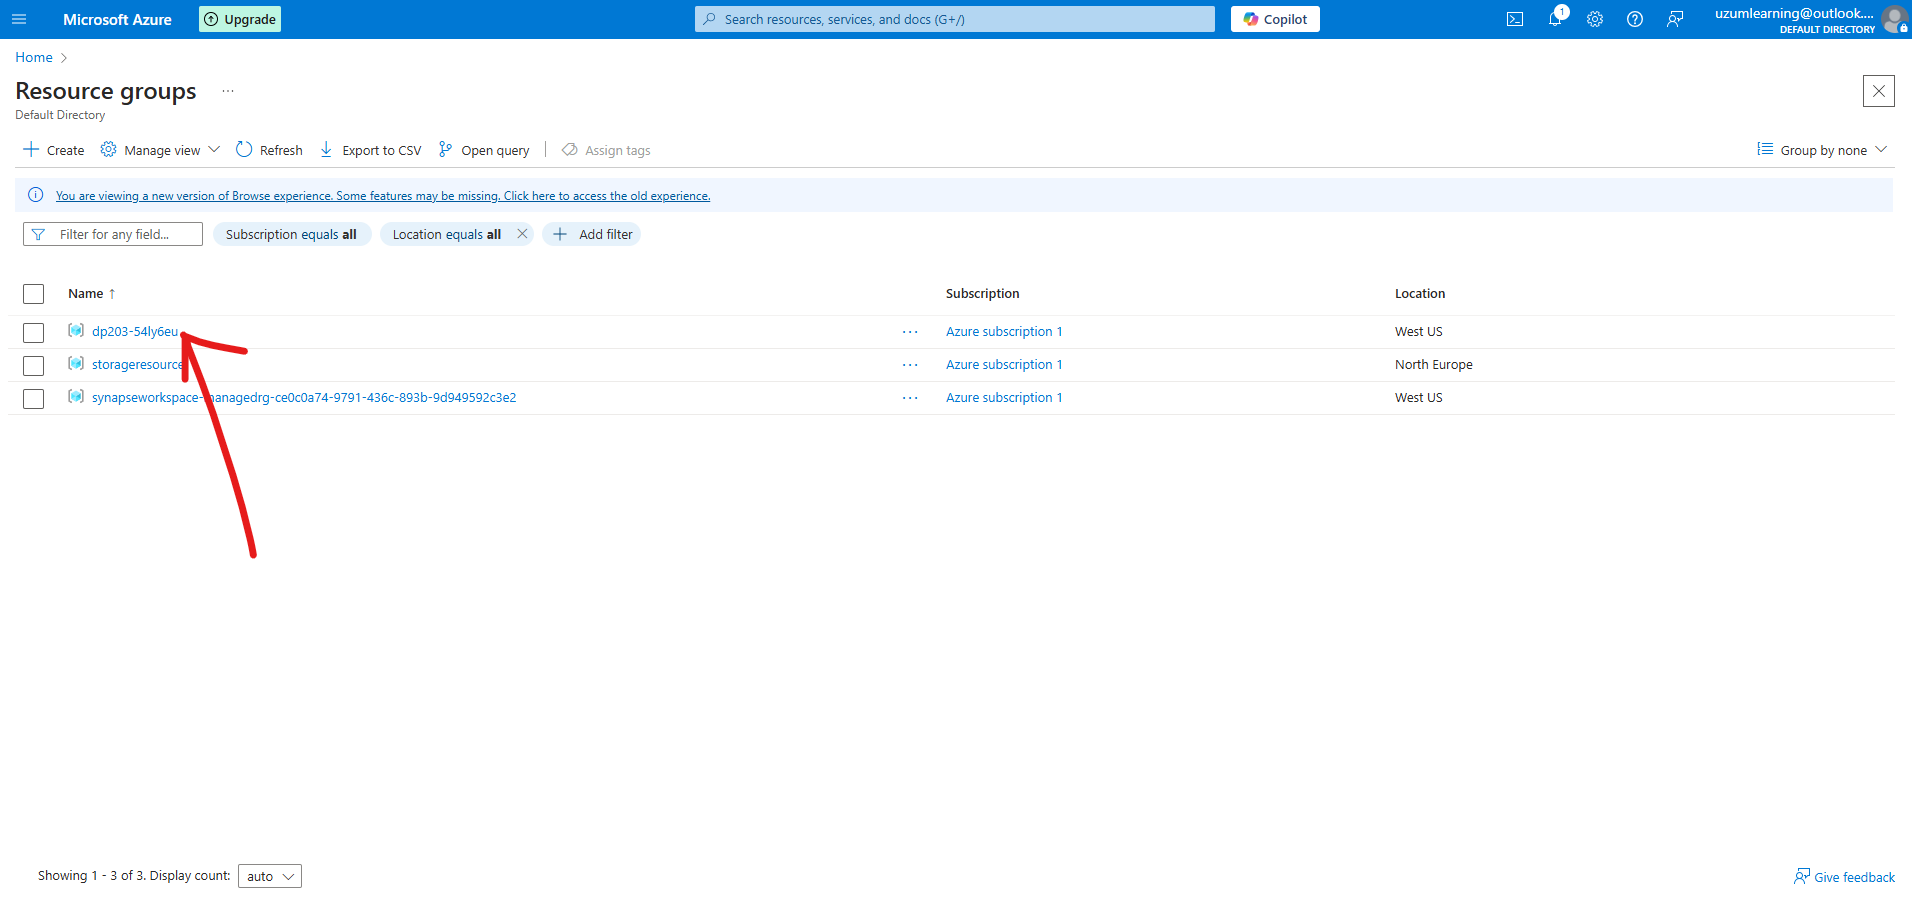 Microsoft Azure
Upgrade
Search resources, services, and docs (G+/)
Copilot
1
uzumlearning@outlook....
DEFAULT DIRECTORY
Home
Resource groups ...
Default Directory
Create
Manage view
Refresh
Export to CSV
Open query
Assign tags
Group by none
You are viewing a new version of Browse experience. Some features may be missing. Click here to access the old experience.
Filter for any field...
Subscription equals all
Location equals all
Add filter
Name ↑ Subscription Location
dp203-54ly6eu ... Azure subscription 1 West US
storageresource ... Azure subscription 1 North Europe
synapseworkspace-managedrg-ce0c0a74-9791-436c-893b-9d949592c3e2 ... Azure subscription 1 West US
Showing 1 - 3 of 3. Display count: auto
Give feedback